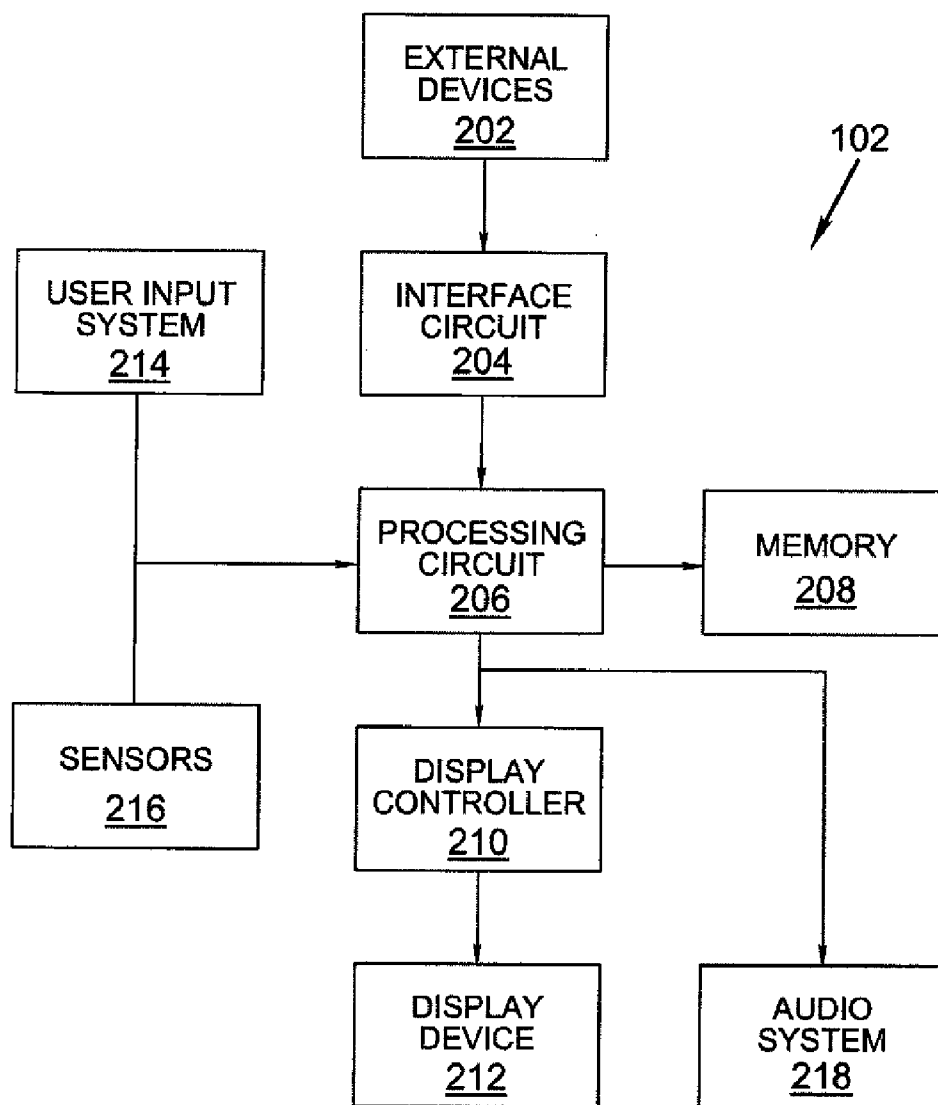 EXTERNAL
DEVICES
202
102
USER INPUT
SYSTEM
214
INTERFACE
CIRCUIT
204
PROCESSING
CIRCUIT
206
MEMORY
208
SENSORS
216
DISPLAY
CONTROLLER
210
DISPLAY
DEVICE
212
AUDIO
SYSTEM
218